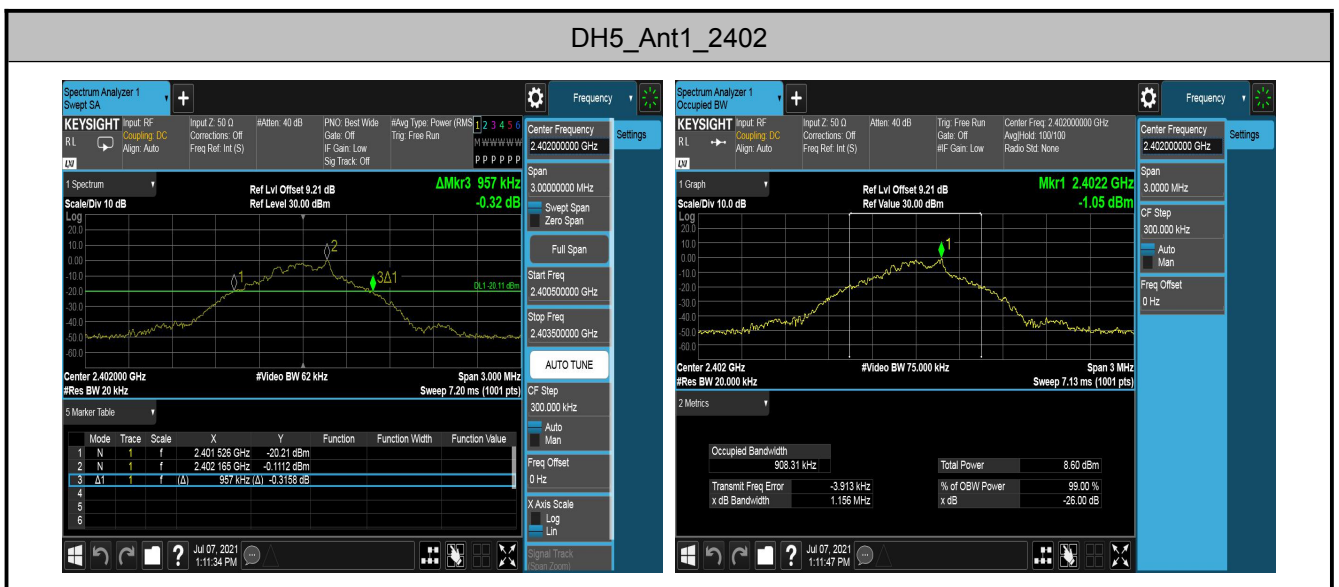 DH5_Ant1_2402
Spectrum Analyzer 1
Swept SA
+
Frequency
KEYSIGHT
RL
LXI
Input: RF
Coupling: DC
Align: Auto
Input Z: 50 Ω
Corrections: Off
Freq Ref: Int (S)
#Atten: 40 dB
PNO: Best Wide
Gate: Off
IF Gain: Low
Sig Track: Off
#Avg Type: Power (RMS
Trig: Free Run
1 2 3 4 5 6
M W W W W W
P P P P P P
1 Spectrum
Scale/Div 10 dB
Ref Lvl Offset 9.21 dB
Ref Level 30.00 dBm
ΔMkr3 957 kHz
-0.32 dB
Log
20.0
10.0
0.00
-10.0
-20.0
-30.0
-40.0
-50.0
-60.0
1
2
3Δ1
DL1 -20.11 dBm
Center 2.402000 GHz
#Res BW 20 kHz
#Video BW 62 kHz
Span 3.000 MHz
Sweep 7.20 ms (1001 pts)
5 Marker Table
Mode Trace Scale X Y Function Function Width Function Value
1 N 1 f 2.401 526 GHz -20.21 dBm
2 N 1 f 2.402 165 GHz -0.1112 dBm
3 Δ1 1 f (Δ) 957 kHz (Δ) -0.3158 dB
4
5
6
Center Frequency
2.402000000 GHz
Settings
Span
3.00000000 MHz
Swept Span
Zero Span
Full Span
Start Freq
2.400500000 GHz
Stop Freq
2.403500000 GHz
AUTO TUNE
CF Step
300.000 kHz
Auto
Man
Freq Offset
0 Hz
X Axis Scale
Log
Lin
Signal Track
(Span Zoom)
?
Jul 07, 2021
1:11:34 PM
Spectrum Analyzer 1
Occupied BW
+
Frequency
KEYSIGHT
RL
LXI
Input: RF
Coupling: DC
Align: Auto
Input Z: 50 Ω
Corrections: Off
Freq Ref: Int (S)
Atten: 40 dB
Trig: Free Run
Gate: Off
#IF Gain: Low
Center Freq: 2.402000000 GHz
Avg|Hold: 100/100
Radio Std: None
1 Graph
Scale/Div 10.0 dB
Ref Lvl Offset 9.21 dB
Ref Value 30.00 dBm
Mkr1 2.4022 GHz
-1.05 dBm
Log
20.0
10.0
0.00
-10.0
-20.0
-30.0
-40.0
-50.0
-60.0
1
Center 2.402 GHz
#Res BW 20.000 kHz
#Video BW 75.000 kHz
Span 3 MHz
Sweep 7.13 ms (1001 pts)
2 Metrics
Occupied Bandwidth
908.31 kHz
Total Power 8.60 dBm
Transmit Freq Error -3.913 kHz
% of OBW Power 99.00 %
x dB Bandwidth 1.156 MHz
x dB -26.00 dB
Center Frequency
2.402000000 GHz
Settings
Span
3.0000 MHz
CF Step
300.000 kHz
Auto
Man
Freq Offset
0 Hz
?
Jul 07, 2021
1:11:47 PM